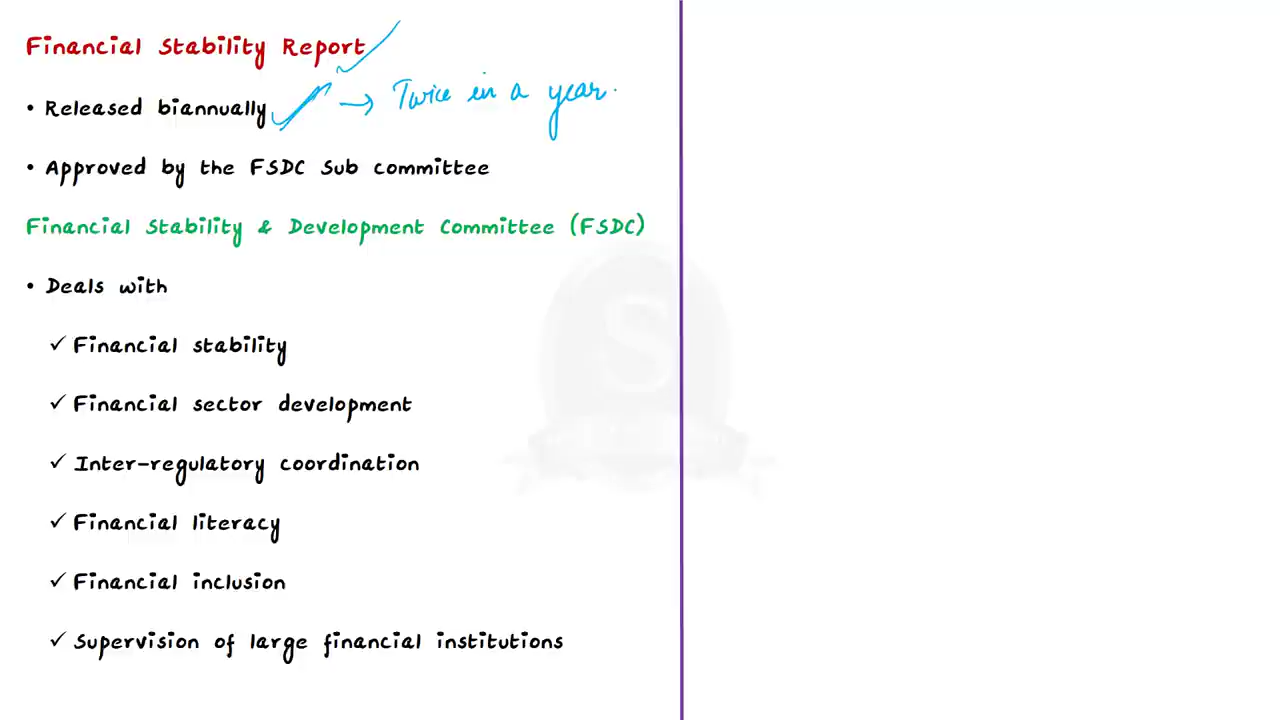 Financial Stability Report
• Released biannually → Twice in a year.
• Approved by the FSDC Sub committee
Financial Stability & Development Committee (FSDC)
• Deals with
✓ Financial stability
✓ Financial sector development
✓ Inter-regulatory coordination
✓ Financial literacy
✓ Financial inclusion
✓ Supervision of large financial institutions
S